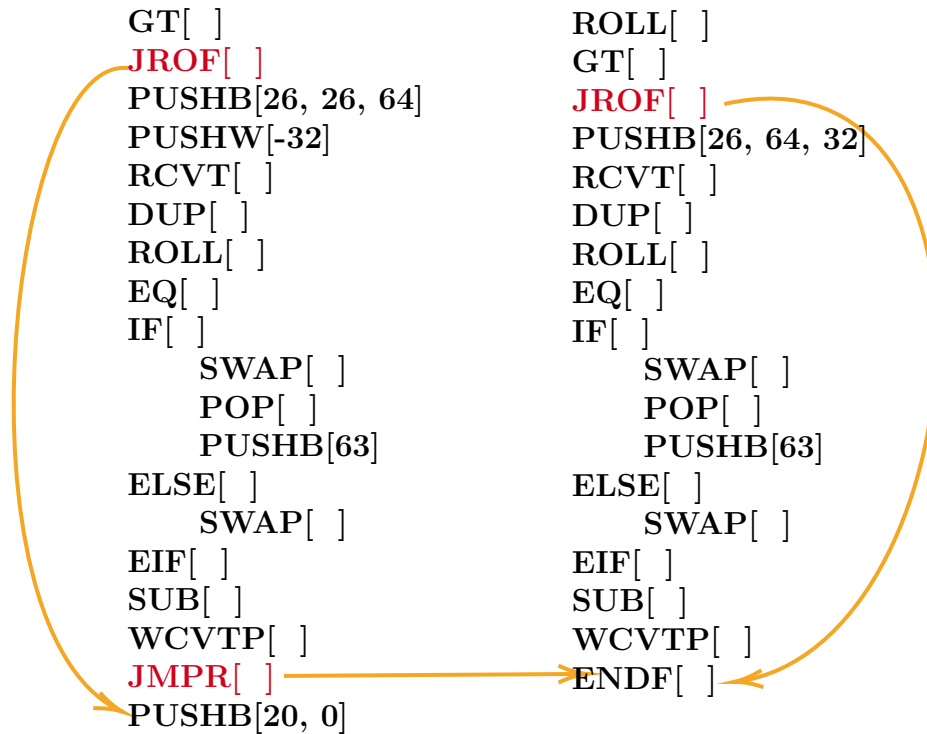 GT[ ]
JROF[ ]
PUSHB[26, 26, 64]
PUSHW[-32]
RCVT[ ]
DUP[ ]
ROLL[ ]
EQ[ ]
IF[ ]
SWAP[ ]
POP[ ]
PUSHB[63]
ELSE[ ]
SWAP[ ]
EIF[ ]
SUB[ ]
WCVTP[ ]
JMPR[ ]
PUSHB[20, 0]
ROLL[ ]
GT[ ]
JROF[ ]
PUSHB[26, 64, 32]
RCVT[ ]
DUP[ ]
ROLL[ ]
EQ[ ]
IF[ ]
SWAP[ ]
POP[ ]
PUSHB[63]
ELSE[ ]
SWAP[ ]
EIF[ ]
SUB[ ]
WCVTP[ ]
ENDF[ ]